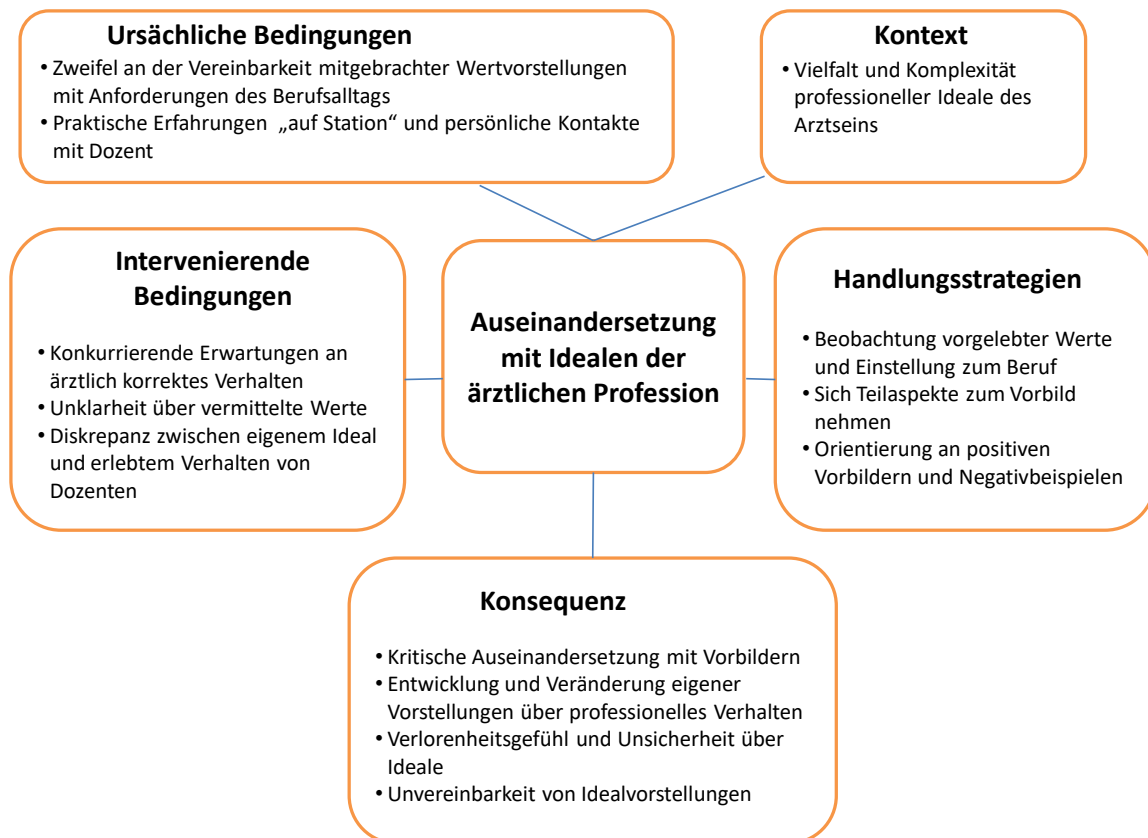 Ursächliche Bedingungen
• Zweifel an der Vereinbarkeit mitgebrachter Wertvorstellungen
mit Anforderungen des Berufsalltags
• Praktische Erfahrungen „auf Station“ und persönliche Kontakte
mit Dozent
Kontext
• Vielfalt und Komplexität
professioneller Ideale des
Arztseins
Intervenierende
Bedingungen
• Konkurrierende Erwartungen an
ärztlich korrektes Verhalten
• Unklarheit über vermittelte Werte
• Diskrepanz zwischen eigenem Ideal
und erlebtem Verhalten von
Dozenten
Auseinandersetzung
mit Idealen der
ärztlichen Profession
Handlungsstrategien
• Beobachtung vorgelebter Werte
und Einstellung zum Beruf
• Sich Teilaspekte zum Vorbild
nehmen
• Orientierung an positiven
Vorbildern und Negativbeispielen
Konsequenz
• Kritische Auseinandersetzung mit Vorbildern
• Entwicklung und Veränderung eigener
Vorstellungen über professionelles Verhalten
• Verlorenheitsgefühl und Unsicherheit über
Ideale
• Unvereinbarkeit von Idealvorstellungen